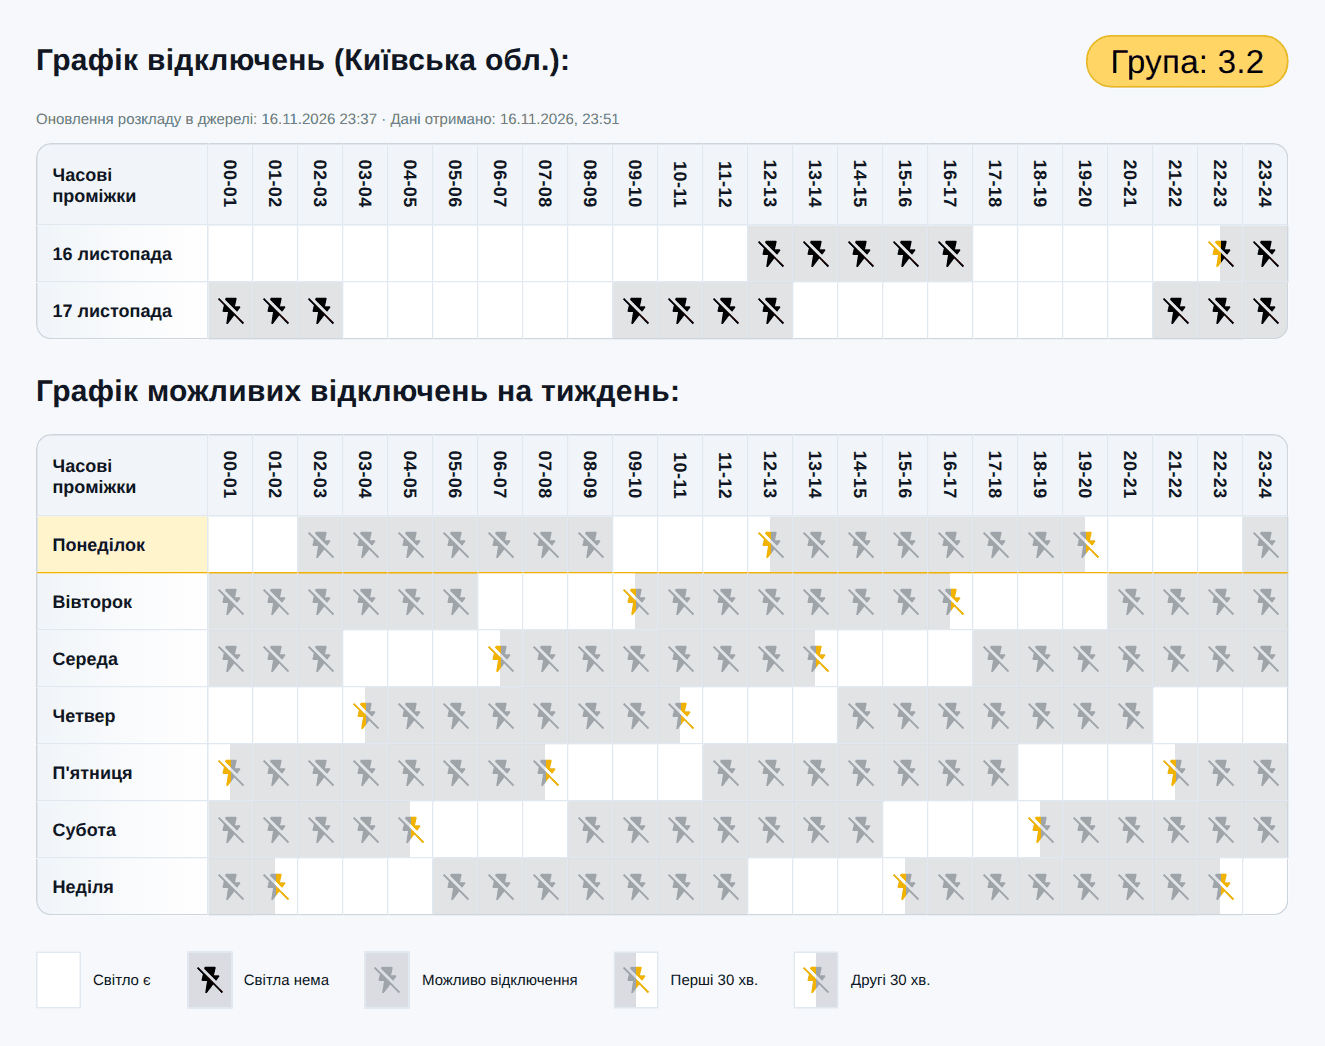 Графік відключень (Київська обл.):
Група: 3.2
Оновлення розкладу в джерелі: 16.11.2026 23:37 · Дані отримано: 16.11.2026, 23:51
Часові проміжки 00-01 01-02 02-03 03-04 04-05 05-06 06-07 07-08 08-09 09-10 10-11 11-12 12-13 13-14 14-15 15-16 16-17 17-18 18-19 19-20 20-21 21-22 22-23 23-24
16 листопада
17 листопада
Графік можливих відключень на тиждень:
Часові проміжки 00-01 01-02 02-03 03-04 04-05 05-06 06-07 07-08 08-09 09-10 10-11 11-12 12-13 13-14 14-15 15-16 16-17 17-18 18-19 19-20 20-21 21-22 22-23 23-24
Понеділок
Вівторок
Середа
Четвер
П'ятниця
Субота
Неділя
Світло є Світла нема Можливо відключення Перші 30 хв. Другі 30 хв.